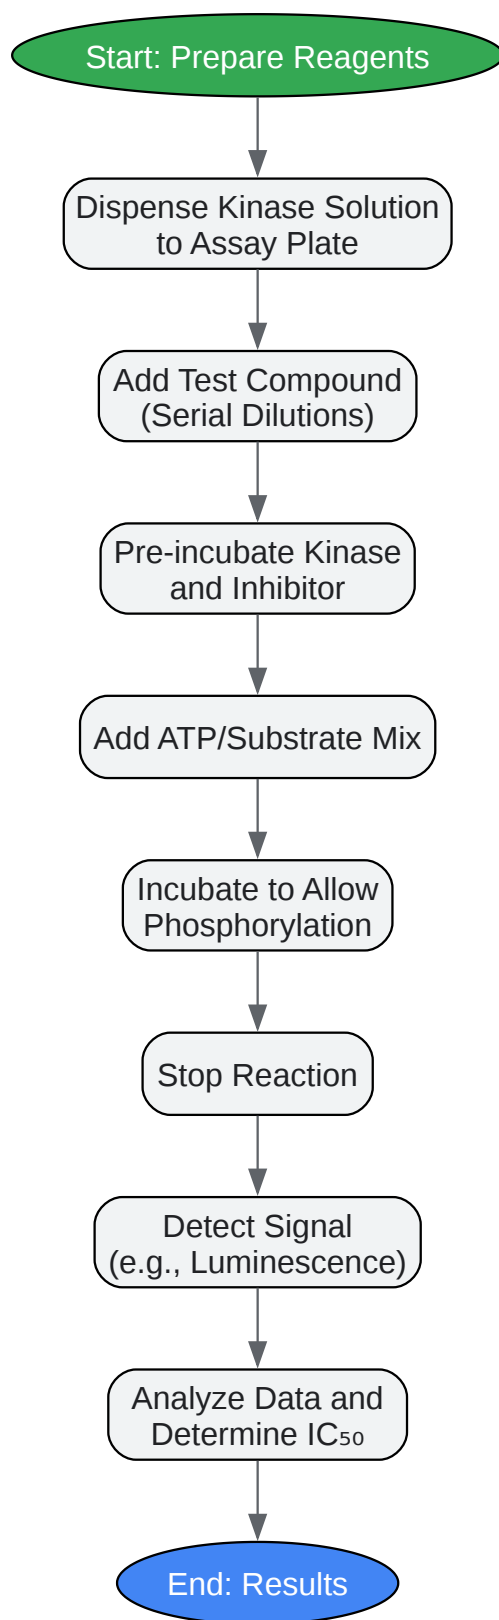 Start: Prepare Reagents
Dispense Kinase Solution
to Assay Plate
Add Test Compound
(Serial Dilutions)
Pre-incubate Kinase
and Inhibitor
Add ATP/Substrate Mix
Incubate to Allow
Phosphorylation
Stop Reaction
Detect Signal
(e.g., Luminescence)
Analyze Data and
Determine IC₅₀
End: Results